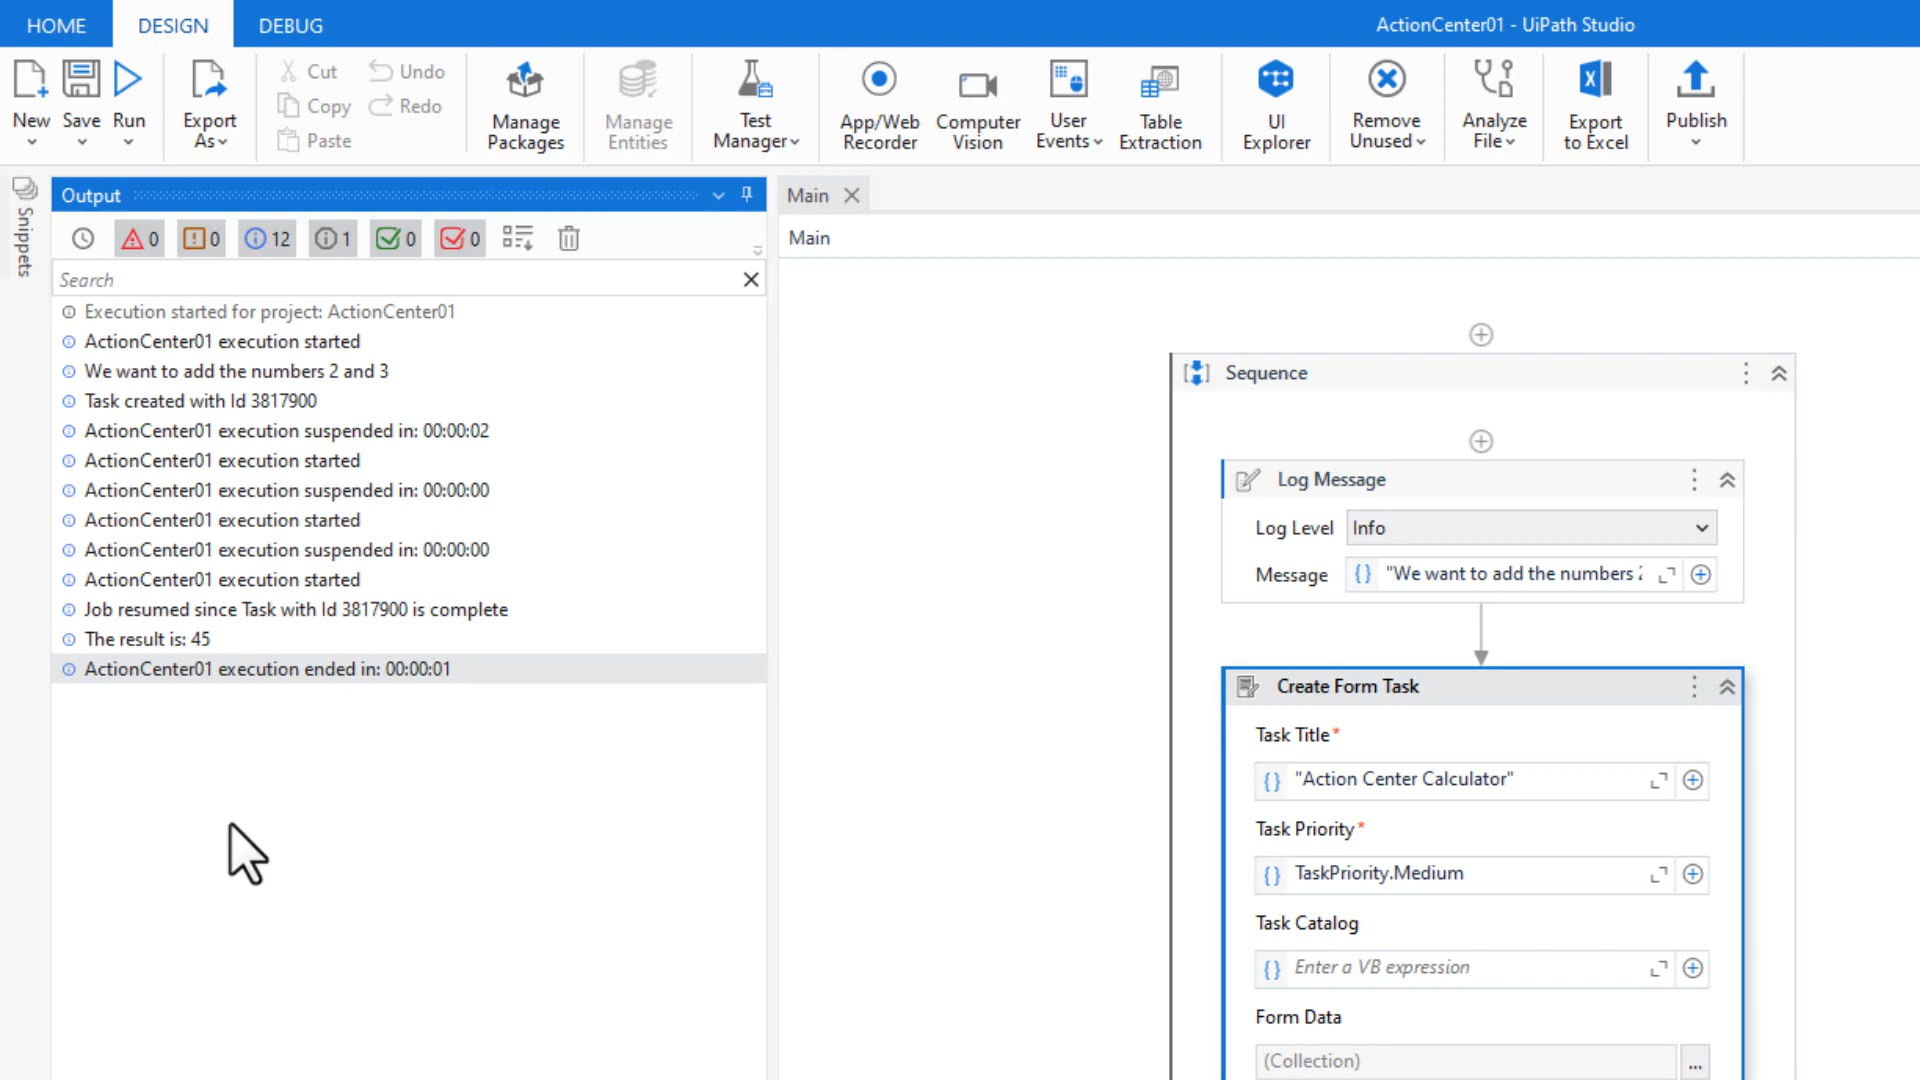 HOME DESIGN DEBUG
ActionCenter01 - UiPath Studio
New Save Run
Export As
Cut Undo
Copy Redo
Paste
Manage Packages
Manage Entities
Test Manager
App/Web Recorder
Computer Vision
User Events
Table Extraction
UI Explorer
Remove Unused
Analyze File
Export to Excel
Publish
Snippets
Output
0 0 12 1 0 0
Search
Execution started for project: ActionCenter01
ActionCenter01 execution started
We want to add the numbers 2 and 3
Task created with Id 3817900
ActionCenter01 execution suspended in: 00:00:02
ActionCenter01 execution started
ActionCenter01 execution suspended in: 00:00:00
ActionCenter01 execution started
ActionCenter01 execution suspended in: 00:00:00
ActionCenter01 execution started
Job resumed since Task with Id 3817900 is complete
The result is: 45
ActionCenter01 execution ended in: 00:00:01
Main
Main
Sequence
Log Message
Log Level Info
Message {} "We want to add the numbers
Create Form Task
Task Title*
{} "Action Center Calculator"
Task Priority*
{} TaskPriority.Medium
Task Catalog
{} Enter a VB expression
Form Data
(Collection) ...